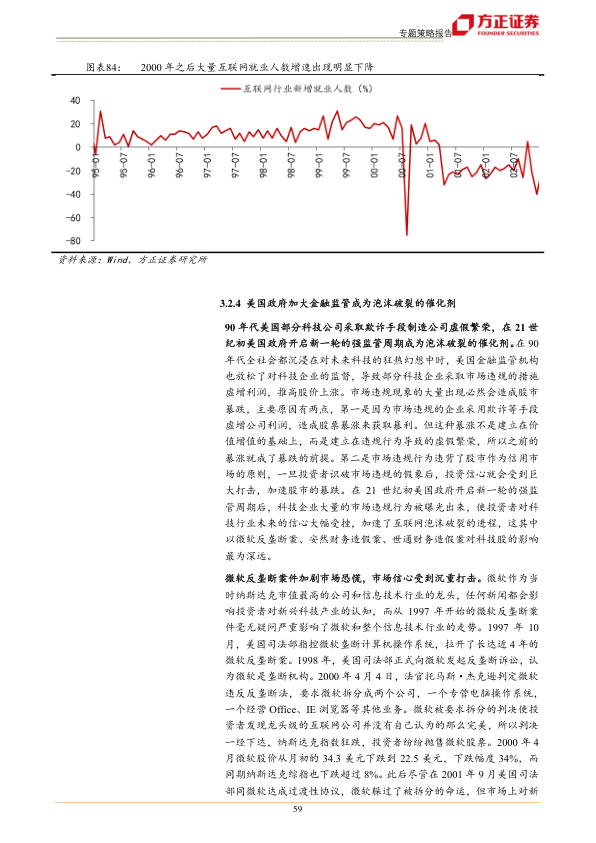 专题策略报告
方正证券
FOUNDER SECURITIES
图表84： 2000 年之后大量互联网就业人数增速出现明显下降
互联网行业新增就业人数 (%)
40
20
0
-20
-40
-60
-80
95-01
95-07
96-01
96-07
97-01
97-07
98-01
98-07
99-01
99-07
00-01
00-07
01-01
01-07
02-01
02-07
资料来源：Wind、方正证券研究所
3.2.4 美国政府加大金融监管成为泡沫破裂的催化剂
90 年代美国部分科技公司采取欺诈手段制造公司虚假繁荣，在 21 世
纪初美国政府开启新一轮的强监管周期成为泡沫破裂的催化剂。在 90
年代全社会都沉浸在对未来科技的狂热幻想中时，美国金融监管机构
也放松了对科技企业的监督，导致部分科技企业采取市场违规的措施
虚增利润，推高股价上涨。市场违规现象的大量出现必然会造成股市
暴跌，主要原因有两点，第一是因为市场违规的企业采用欺诈等手段
虚增公司利润，造成股票暴涨来获取暴利。但这种暴涨不是建立在价
值增值的基础上，而是建立在违规行为导致的虚假繁荣，所以之前的
暴涨就成了暴跌的前提。第二是市场违规行为违背了股市作为信用市
场的原则，一旦投资者识破市场违规的假象后，投资信心就会受到巨
大打击，加速股市的暴跌。在 21 世纪初美国政府开启新一轮的强监
管周期后，科技企业大量的市场违规行为被曝光出来，使投资者对科
技行业未来的信心大幅受挫，加速了互联网泡沫破裂的进程，这其中
以微软反垄断案、安然财务造假案、世通财务造假案对科技股的影响
最为深远。
微软反垄断案件加剧市场恐慌，市场信心受到沉重打击。微软作为当
时纳斯达克市值最高的公司和信息技术行业的龙头，任何新闻都会影
响投资者对新兴科技产业的认知，而从 1997 年开始的微软反垄断案
件毫无疑问严重影响了微软和整个信息技术行业的走势。1997 年 10
月，美国司法部指控微软垄断计算机操作系统，拉开了长达近 4 年的
微软反垄断案。1998 年，美国司法部正式向微软发起反垄断诉讼，认
为微软是垄断机构。2000 年 4 月 4 日，法官托马斯·杰克逊判定微软
违反反垄断法，要求微软拆分成两个公司，一个专营电脑操作系统，
一个经营 Office、IE 浏览器等其他业务。微软被要求拆分的判决使投
资者发现龙头级的互联网公司并没有自己认为的那么完美，所以判决
一经下达，纳斯达克指数狂跌，投资者纷纷抛售微软股票。2000 年 4
月微软股价从月初的 34.3 美元下跌到 22.5 美元，下跌幅度 34%，而
同期纳斯达克综指也下跌超过 8%。此后尽管在 2001 年 9 月美国司法
部同微软达成过渡性协议，微软躲过了被拆分的命运，但市场上对新
59